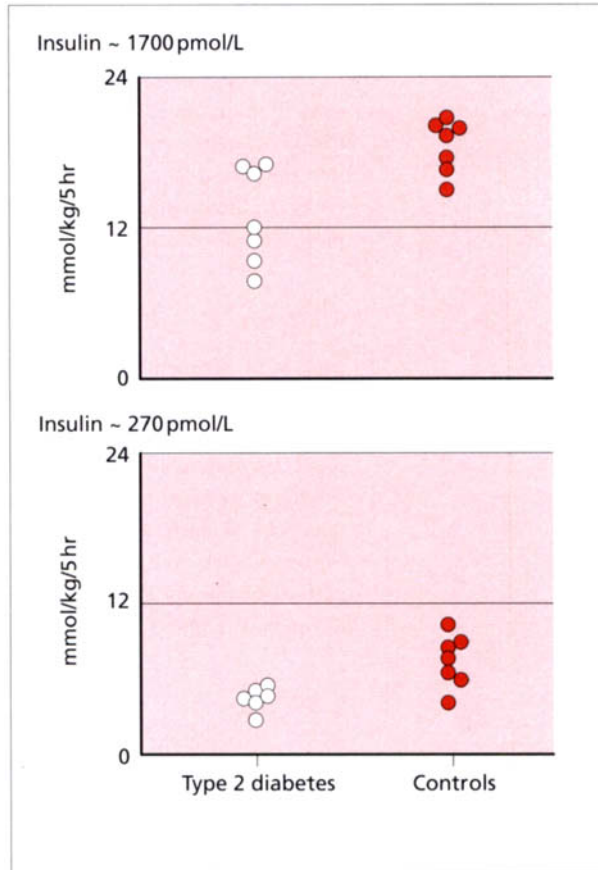 Insulin ~ 1700 pmol/L
24
mmol/kg/5 hr
12
0
Insulin ~ 270 pmol/L
24
mmol/kg/5 hr
12
0
Type 2 diabetes Controls